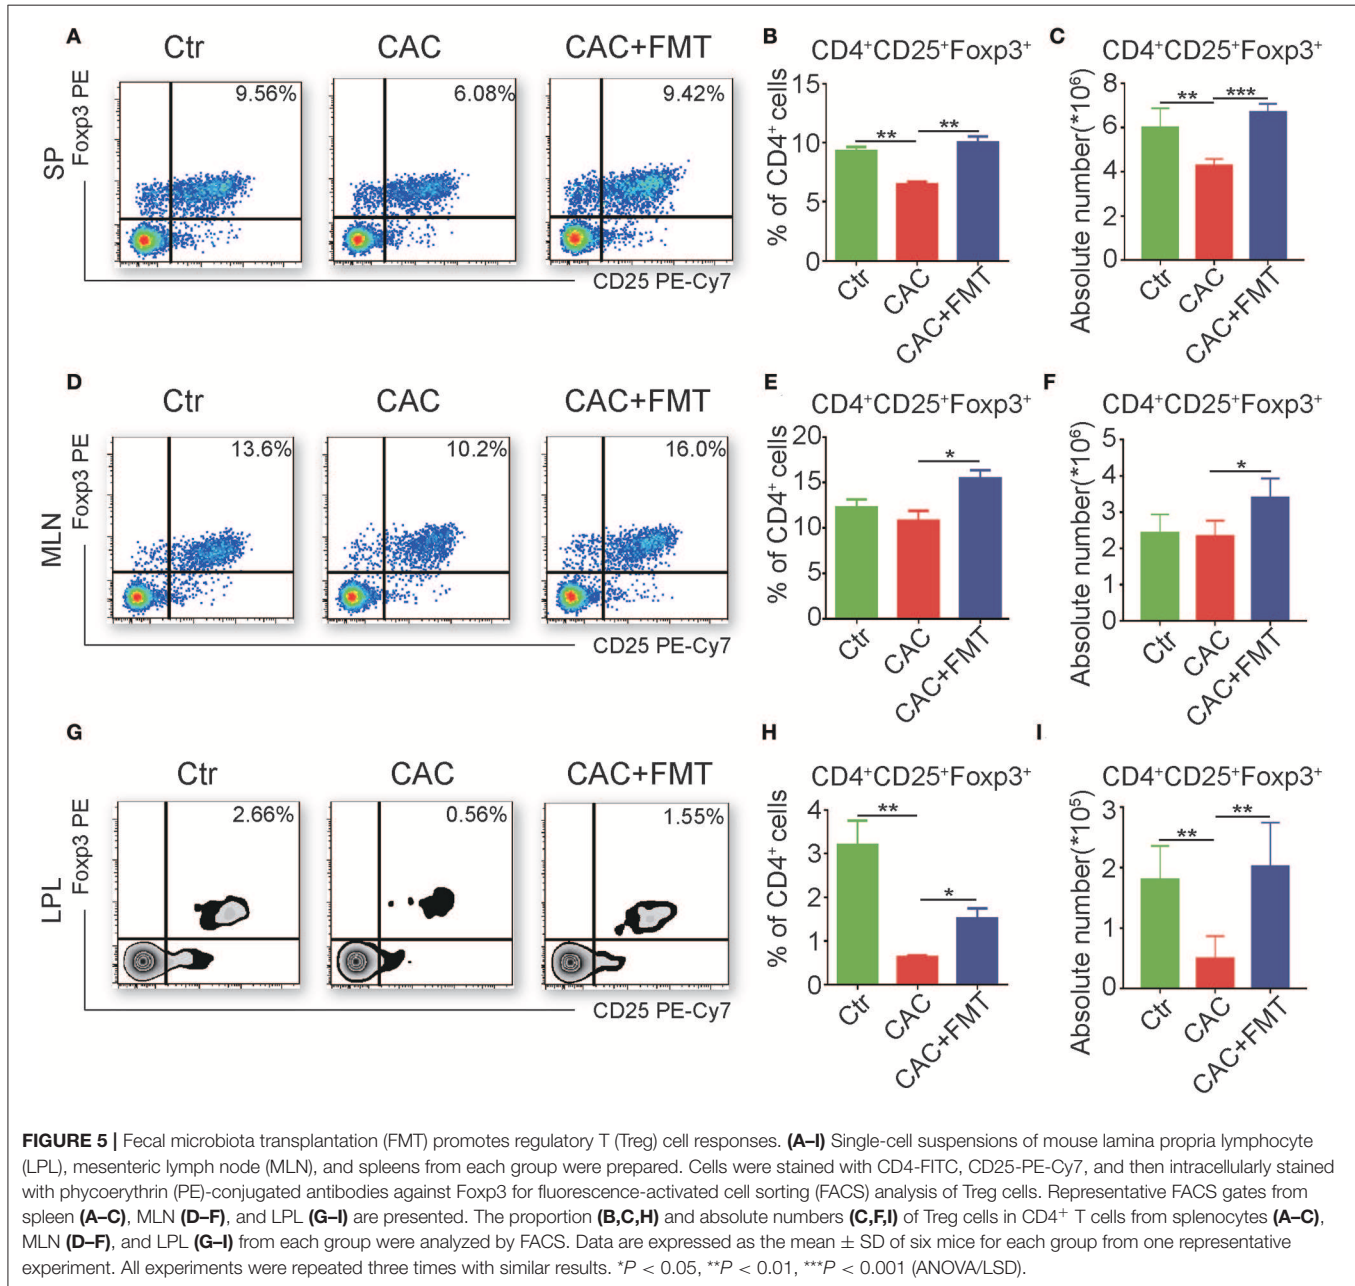 A
Ctr
CAC
CAC+FMT
SP
Foxp3 PE
9.56%
6.08%
9.42%
CD25 PE-Cy7
B
CD4⁺CD25⁺Foxp3⁺
% of CD4⁺ cells
15
10
5
0
**
**
Ctr
CAC
CAC+FMT
C
CD4⁺CD25⁺Foxp3⁺
Absolute number(*10⁶)
8
6
4
2
0
**
***
Ctr
CAC
CAC+FMT
D
Ctr
CAC
CAC+FMT
MLN
Foxp3 PE
13.6%
10.2%
16.0%
CD25 PE-Cy7
E
CD4⁺CD25⁺Foxp3⁺
% of CD4⁺ cells
20
15
10
5
0
*
Ctr
CAC
CAC+FMT
F
CD4⁺CD25⁺Foxp3⁺
Absolute number(*10⁶)
5
4
3
2
1
0
*
Ctr
CAC
CAC+FMT
G
Ctr
CAC
CAC+FMT
LPL
Foxp3 PE
2.66%
0.56%
1.55%
CD25 PE-Cy7
H
CD4⁺CD25⁺Foxp3⁺
% of CD4⁺ cells
4
3
2
1
0
**
*
Ctr
CAC
CAC+FMT
I
CD4⁺CD25⁺Foxp3⁺
Absolute number(*10⁵)
3
2
1
0
**
**
Ctr
CAC
CAC+FMT
FIGURE 5 | Fecal microbiota transplantation (FMT) promotes regulatory T (Treg) cell responses. (A–I) Single-cell suspensions of mouse lamina propria lymphocyte
(LPL), mesenteric lymph node (MLN), and spleens from each group were prepared. Cells were stained with CD4-FITC, CD25-PE-Cy7, and then intracellularly stained
with phycoerythrin (PE)-conjugated antibodies against Foxp3 for fluorescence-activated cell sorting (FACS) analysis of Treg cells. Representative FACS gates from
spleen (A–C), MLN (D–F), and LPL (G–I) are presented. The proportion (B,C,H) and absolute numbers (C,F,I) of Treg cells in CD4⁺ T cells from splenocytes (A–C),
MLN (D–F), and LPL (G–I) from each group were analyzed by FACS. Data are expressed as the mean ± SD of six mice for each group from one representative
experiment. All experiments were repeated three times with similar results. *P < 0.05, **P < 0.01, ***P < 0.001 (ANOVA/LSD).